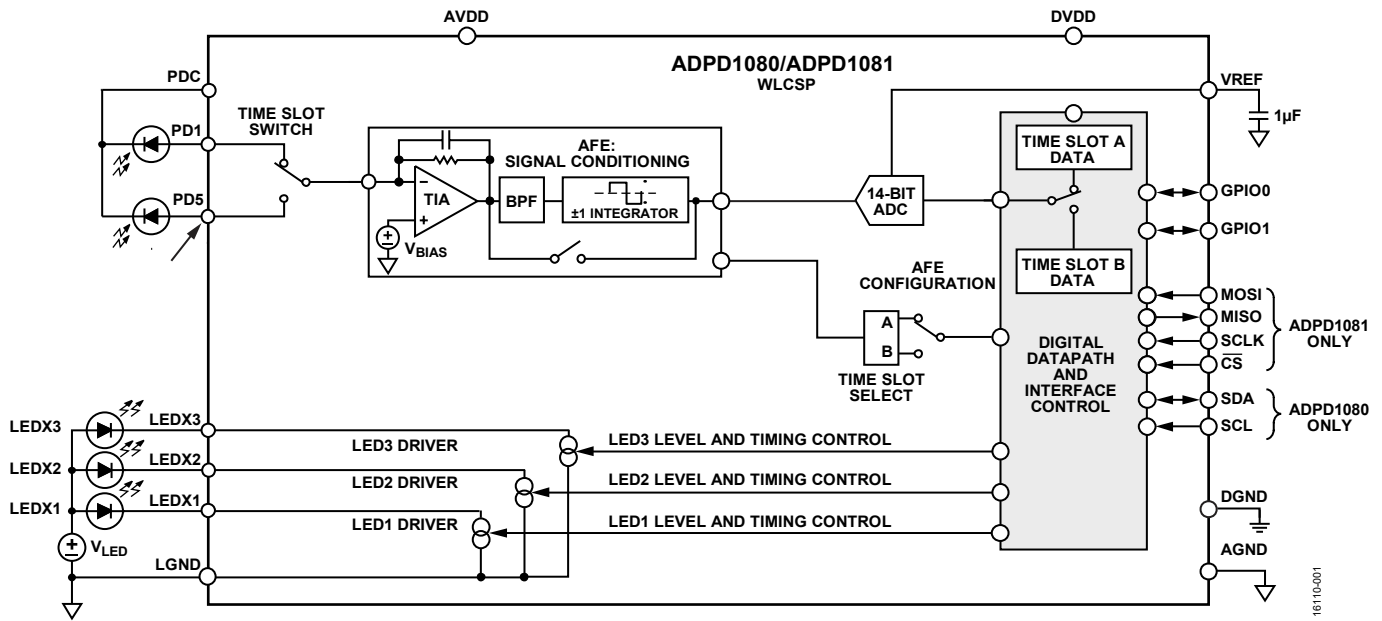 AVDD
DVDD
ADPD1080/ADPD1081
WLCSP
PDC
VREF
1µF
TIME SLOT
SWITCH
PD1
PD5
AFE:
SIGNAL CONDITIONING
−
TIA
+
VBIAS
BPF
±1 INTEGRATOR
14-BIT
ADC
TIME SLOT A
DATA
TIME SLOT B
DATA
GPIO0
GPIO1
AFE
CONFIGURATION
A
B
TIME SLOT
SELECT
DIGITAL
DATAPATH
AND
INTERFACE
CONTROL
MOSI
MISO
SCLK
CS
ADPD1081
ONLY
SDA
SCL
ADPD1080
ONLY
LEDX3
LEDX3
LED3 DRIVER
LED3 LEVEL AND TIMING CONTROL
LEDX2
LEDX2
LED2 DRIVER
LED2 LEVEL AND TIMING CONTROL
LEDX1
LEDX1
LED1 DRIVER
LED1 LEVEL AND TIMING CONTROL
VLED
±
LGND
DGND
AGND
16110-001